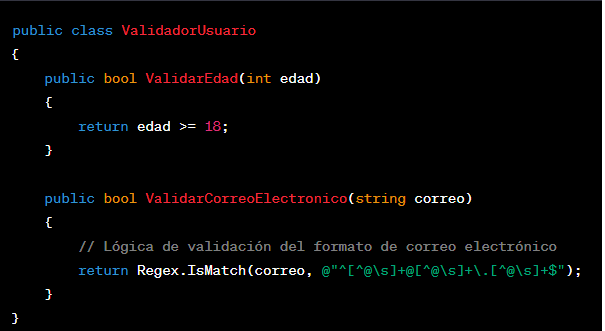 public class ValidadorUsuario
{
    public bool ValidarEdad(int edad)
    {
        return edad >= 18;
    }

    public bool ValidarCorreoElectronico(string correo)
    {
        // Lógica de validación del formato de correo electrónico
        return Regex.IsMatch(correo, @"^[^@\s]+@[^@\s]+\.[^@\s]+$");
    }
}